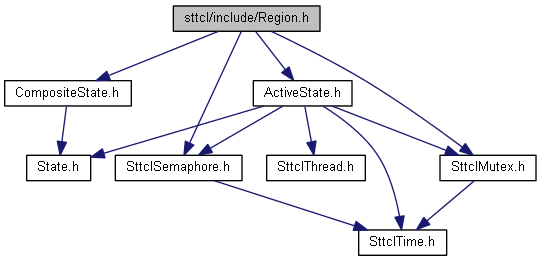 sttcl/include/Region.h
CompositeState.h
ActiveState.h
State.h
SttclSemaphore.h
SttclThread.h
SttclMutex.h
SttclTime.h